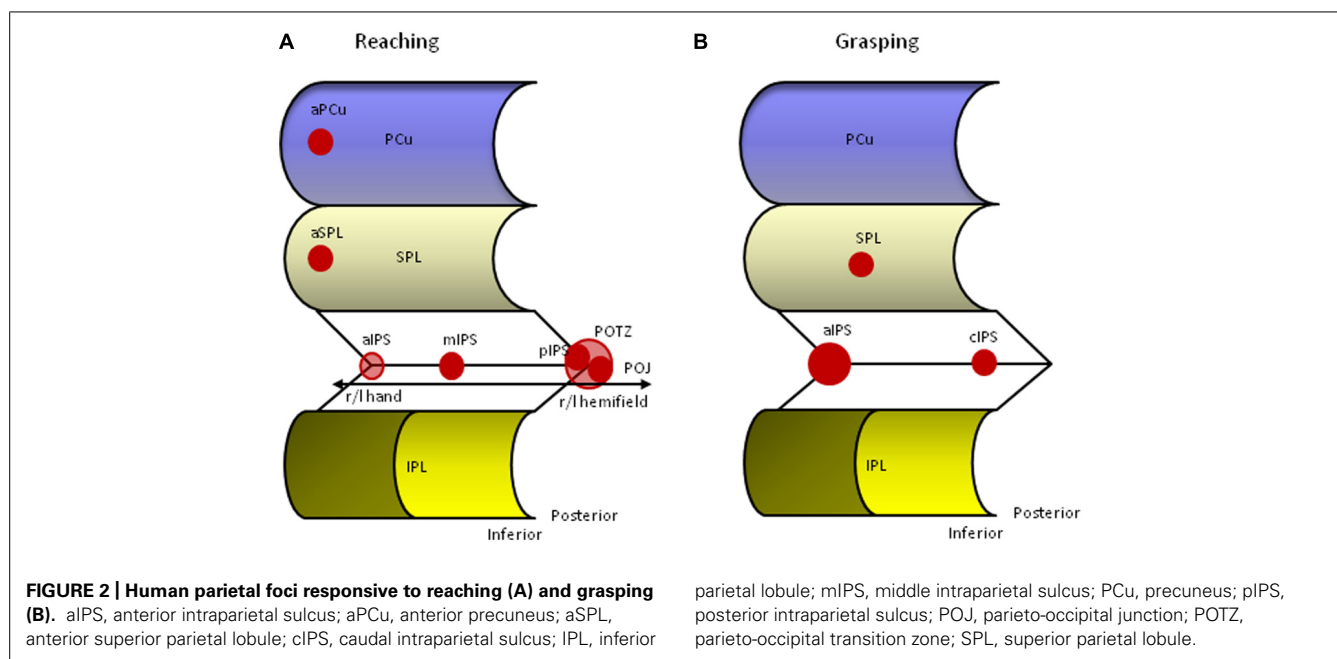 A Reaching
aPCu
PCu
aSPL
SPL
aIPS mIPS pIPS POTZ
POJ
r/l hand r/l hemifield
IPL
Posterior
Inferior
B Grasping
PCu
SPL
aIPS cIPS
IPL
Posterior
Inferior
FIGURE 2 | Human parietal foci responsive to reaching (A) and grasping
(B). aIPS, anterior intraparietal sulcus; aPCu, anterior precuneus; aSPL,
anterior superior parietal lobule; cIPS, caudal intraparietal sulcus; IPL, inferior
parietal lobule; mIPS, middle intraparietal sulcus; PCu, precuneus; pIPS,
posterior intraparietal sulcus; POJ, parieto-occipital junction; POTZ,
parieto-occipital transition zone; SPL, superior parietal lobule.